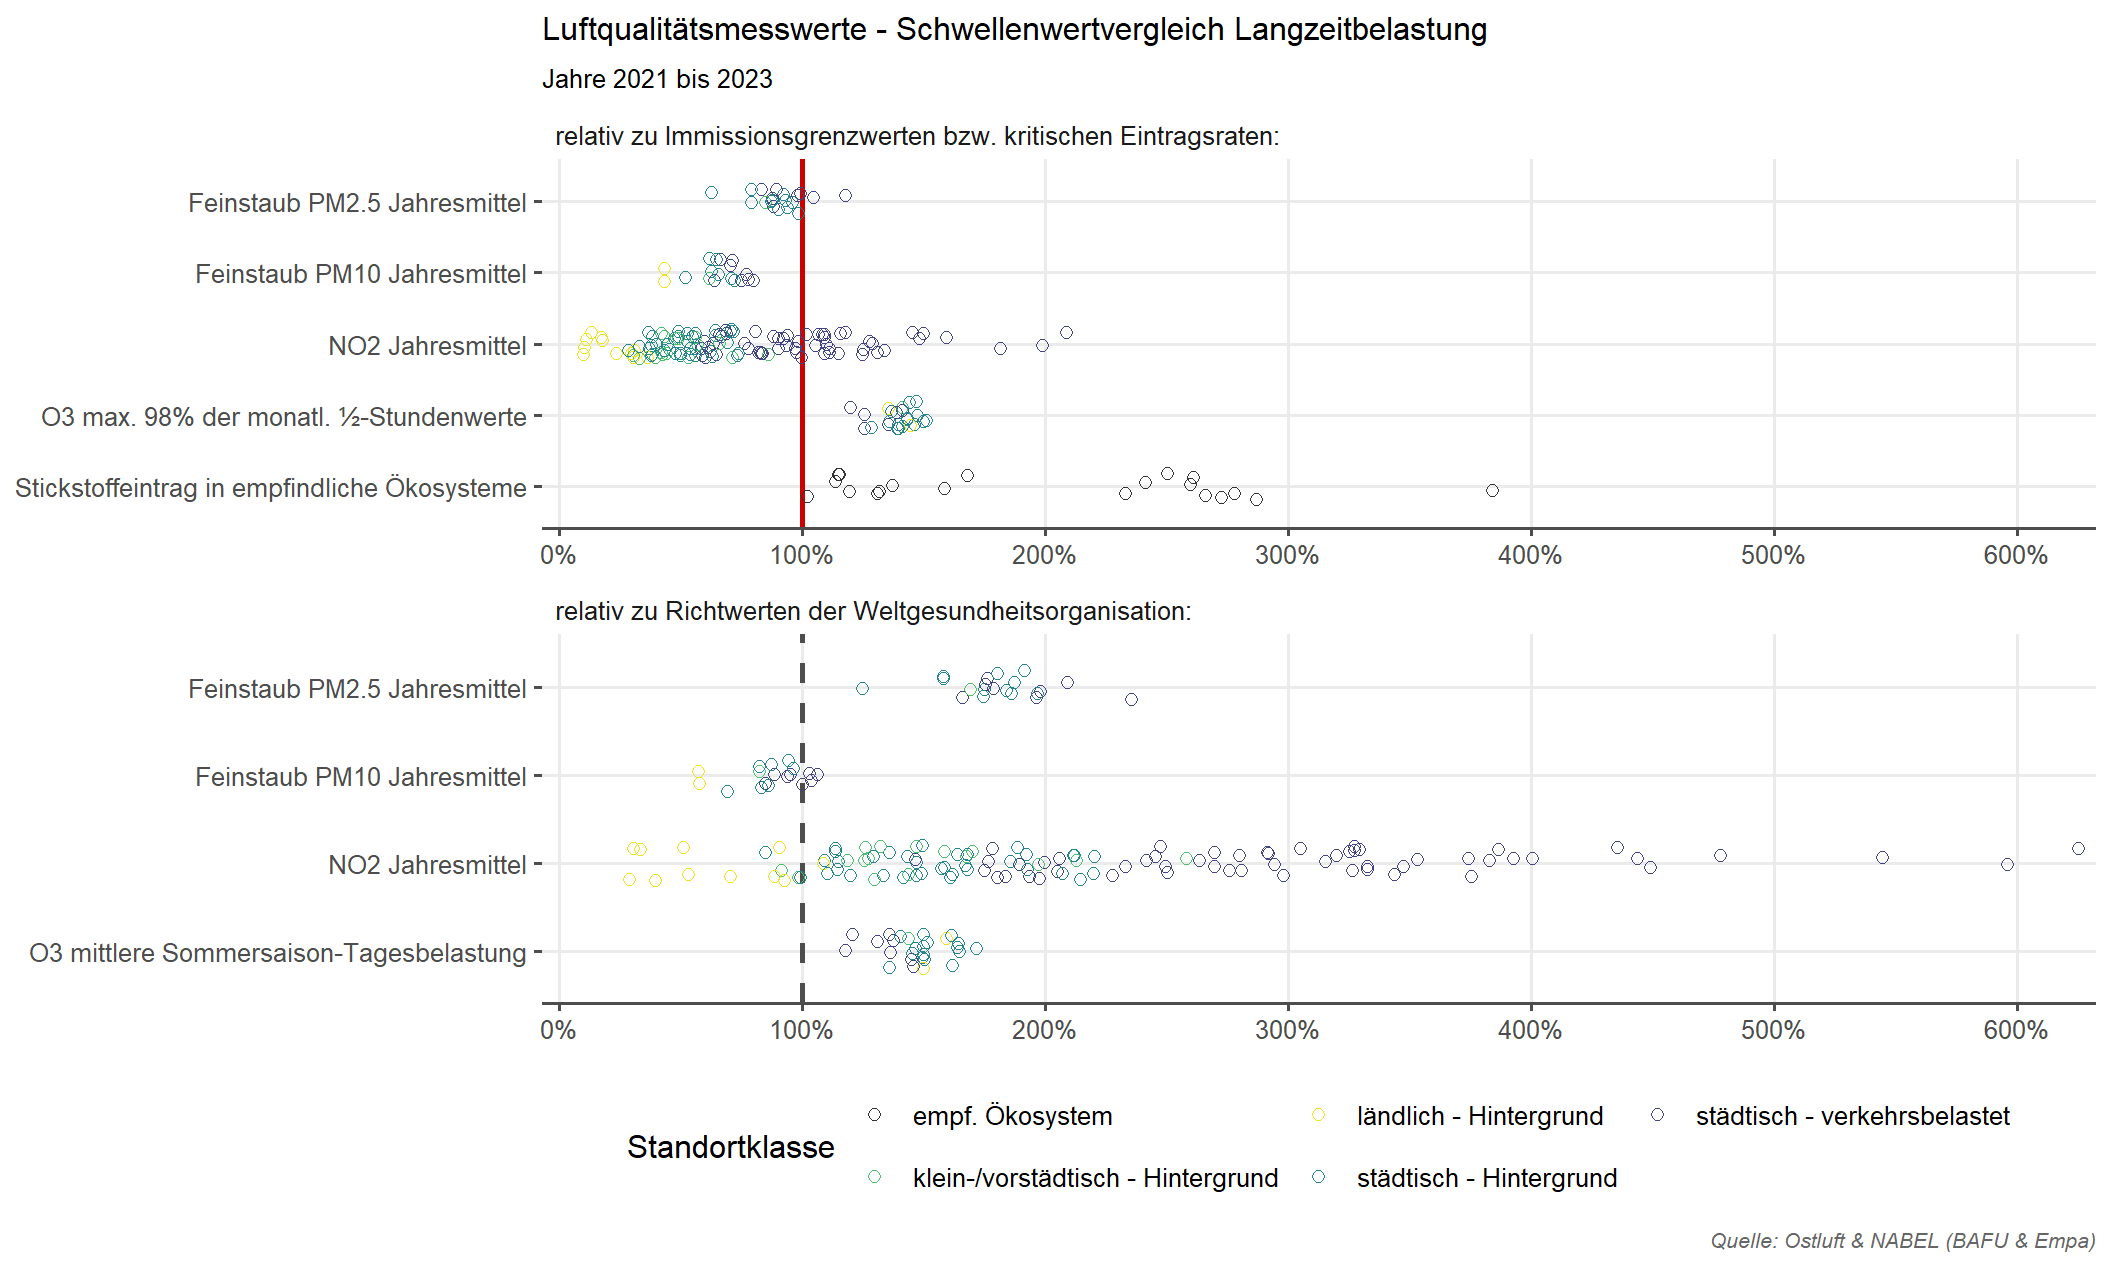 Luftqualitätsmesswerte - Schwellenwertvergleich Langzeitbelastung
Jahre 2021 bis 2023
relativ zu Immissionsgrenzwerten bzw. kritischen Eintragsraten:
Feinstaub PM2.5 Jahresmittel
Feinstaub PM10 Jahresmittel
NO2 Jahresmittel
O3 max. 98% der monatl. ½-Stundenwerte
Stickstoffeintrag in empfindliche Ökosysteme
0% 100% 200% 300% 400% 500% 600%
relativ zu Richtwerten der Weltgesundheitsorganisation:
Feinstaub PM2.5 Jahresmittel
Feinstaub PM10 Jahresmittel
NO2 Jahresmittel
O3 mittlere Sommersaison-Tagesbelastung
0% 100% 200% 300% 400% 500% 600%
Standortklasse
empf. Ökosystem
ländlich - Hintergrund
städtisch - verkehrsbelastet
klein-/vorstädtisch - Hintergrund
städtisch - Hintergrund
Quelle: Ostluft & NABEL (BAFU & Empa)